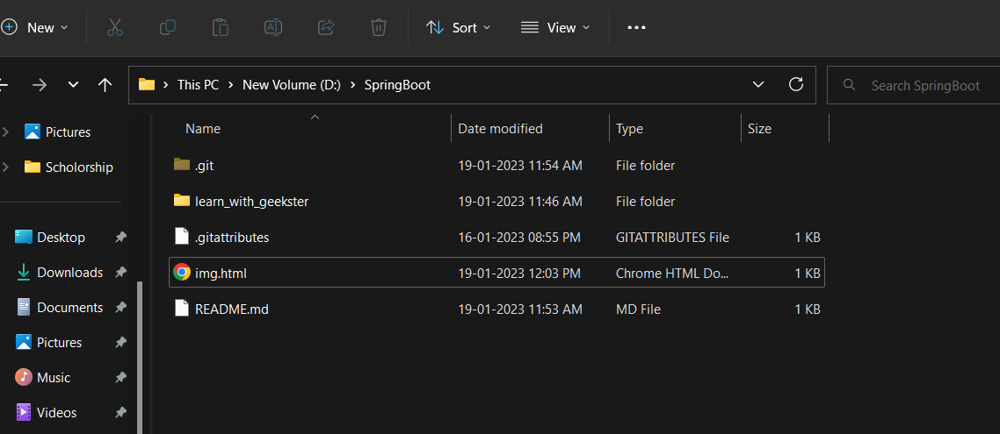 New Sort View
This PC > New Volume (D:) > SpringBoot Search SpringBoot
Pictures
Scholorship
Desktop
Downloads
Documents
Pictures
Music
Videos
Name Date modified Type Size
.git 19-01-2023 11:54 AM File folder
learn_with_geekster 19-01-2023 11:46 AM File folder
.gitattributes 16-01-2023 08:55 PM GITATTRIBUTES File 1 KB
img.html 19-01-2023 12:03 PM Chrome HTML Do... 1 KB
README.md 19-01-2023 11:53 AM MD File 1 KB